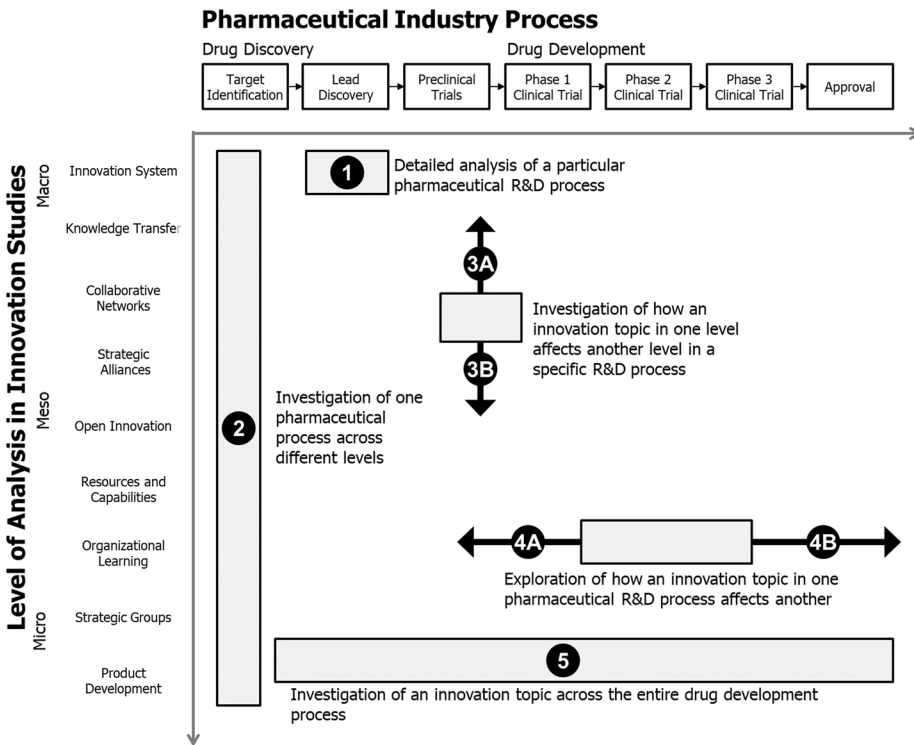 Pharmaceutical Industry Process
Drug Discovery
Drug Development
Target
Identification
Lead
Discovery
Preclinical
Trials
Phase 1
Clinical Trial
Phase 2
Clinical Trial
Phase 3
Clinical Trial
Approval
Level of Analysis in Innovation Studies
Macro
Meso
Micro
Innovation System
Knowledge Transfer
Collaborative
Networks
Strategic
Alliances
Open Innovation
Resources and
Capabilities
Organizational
Learning
Strategic Groups
Product
Development
1
Detailed analysis of a particular
pharmaceutical R&D process
3A
Investigation of how an
innovation topic in one level
affects another level in a
specific R&D process
3B
2
Investigation of one
pharmaceutical
process across
different levels
4A
4B
Exploration of how an innovation topic in one
pharmaceutical R&D process affects another
5
Investigation of an innovation topic across the entire drug development
process